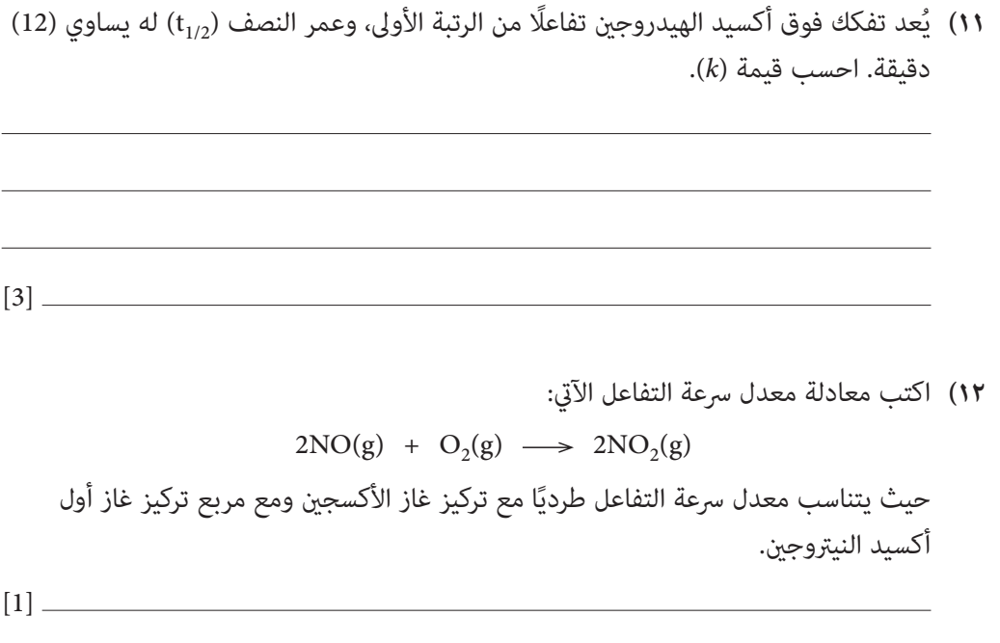 ١١) يُعد تفكك فوق أكسيد الهيدروجين تفاعلًا من الرتبة الأولى، وعمر النصف (t₁/₂) له يساوي (12)
دقيقة. احسب قيمة (k).
[3]
١٢) اكتب معادلة معدل سرعة التفاعل الآتي:
2NO(g) + O₂(g) ⟶ 2NO₂(g)
حيث يتناسب معدل سرعة التفاعل طرديًا مع تركيز غاز الأكسجين ومع مربع تركيز غاز أول
أكسيد النيتروجين.
[1]